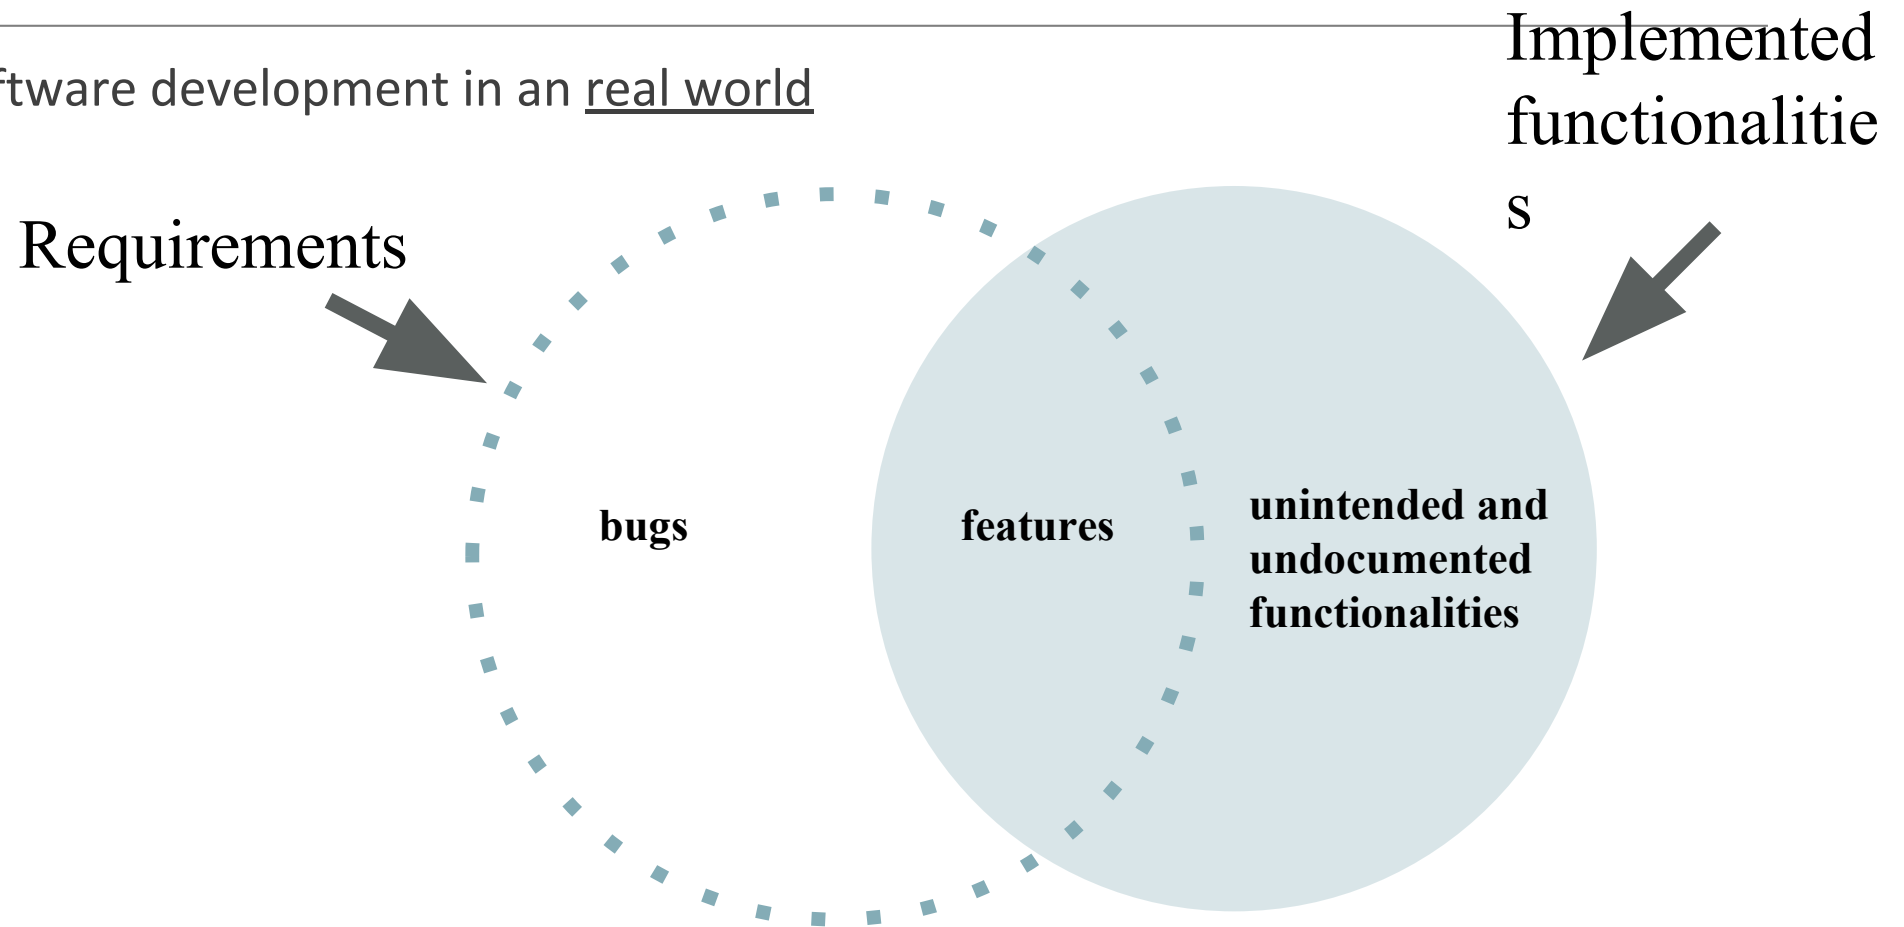 ftware development in an real world
Implemented
functionalitie
s
Requirements
bugs
features
unintended and
undocumented
functionalities